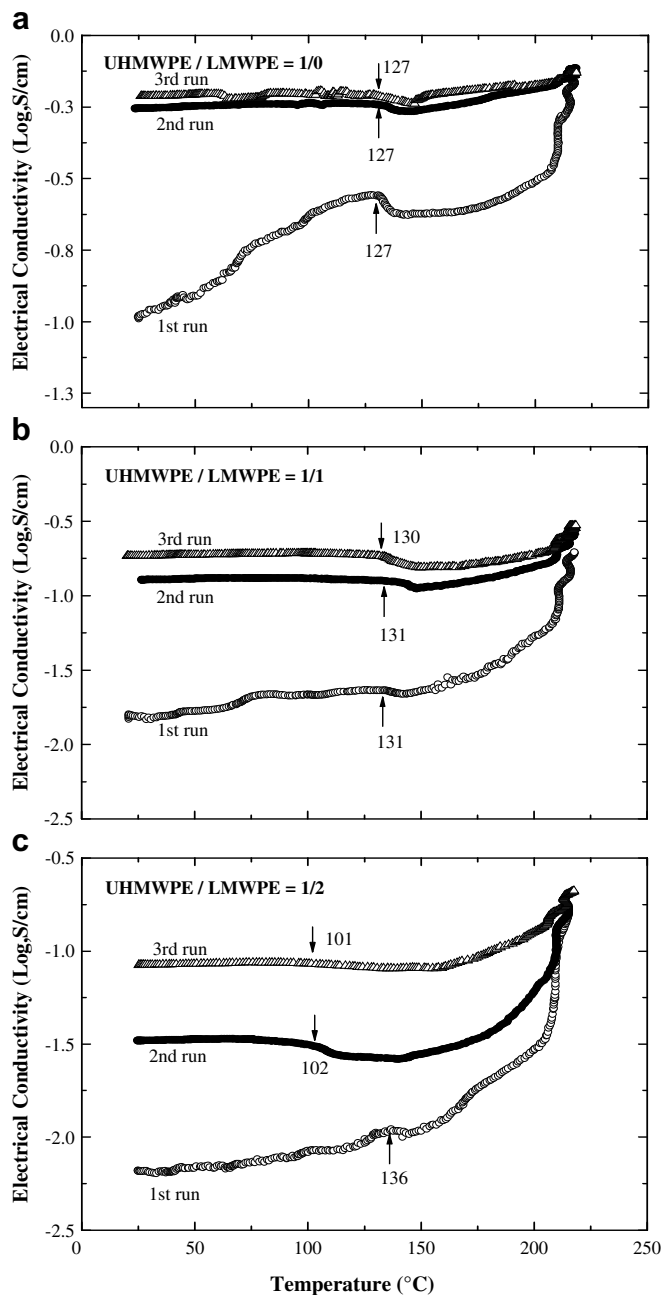 a
0.0
UHMWPE / LMWPE = 1/0
127
3rd run
-0.3
2nd run
127
-0.5
-0.8
127
-1.0
1st run
-1.3
Electrical Conductivity (Log,S/cm)
b
0.0
UHMWPE / LMWPE = 1/1
-0.5
130
3rd run
2nd run
-1.0
131
-1.5
1st run
131
-2.0
-2.5
Electrical Conductivity (Log,S/cm)
c
-0.5
UHMWPE / LMWPE = 1/2
101
3rd run
-1.0
-1.5
2nd run
102
-2.0
1st run
136
-2.5
Electrical Conductivity (Log,S/cm)
0 50 100 150 200 250
Temperature (°C)